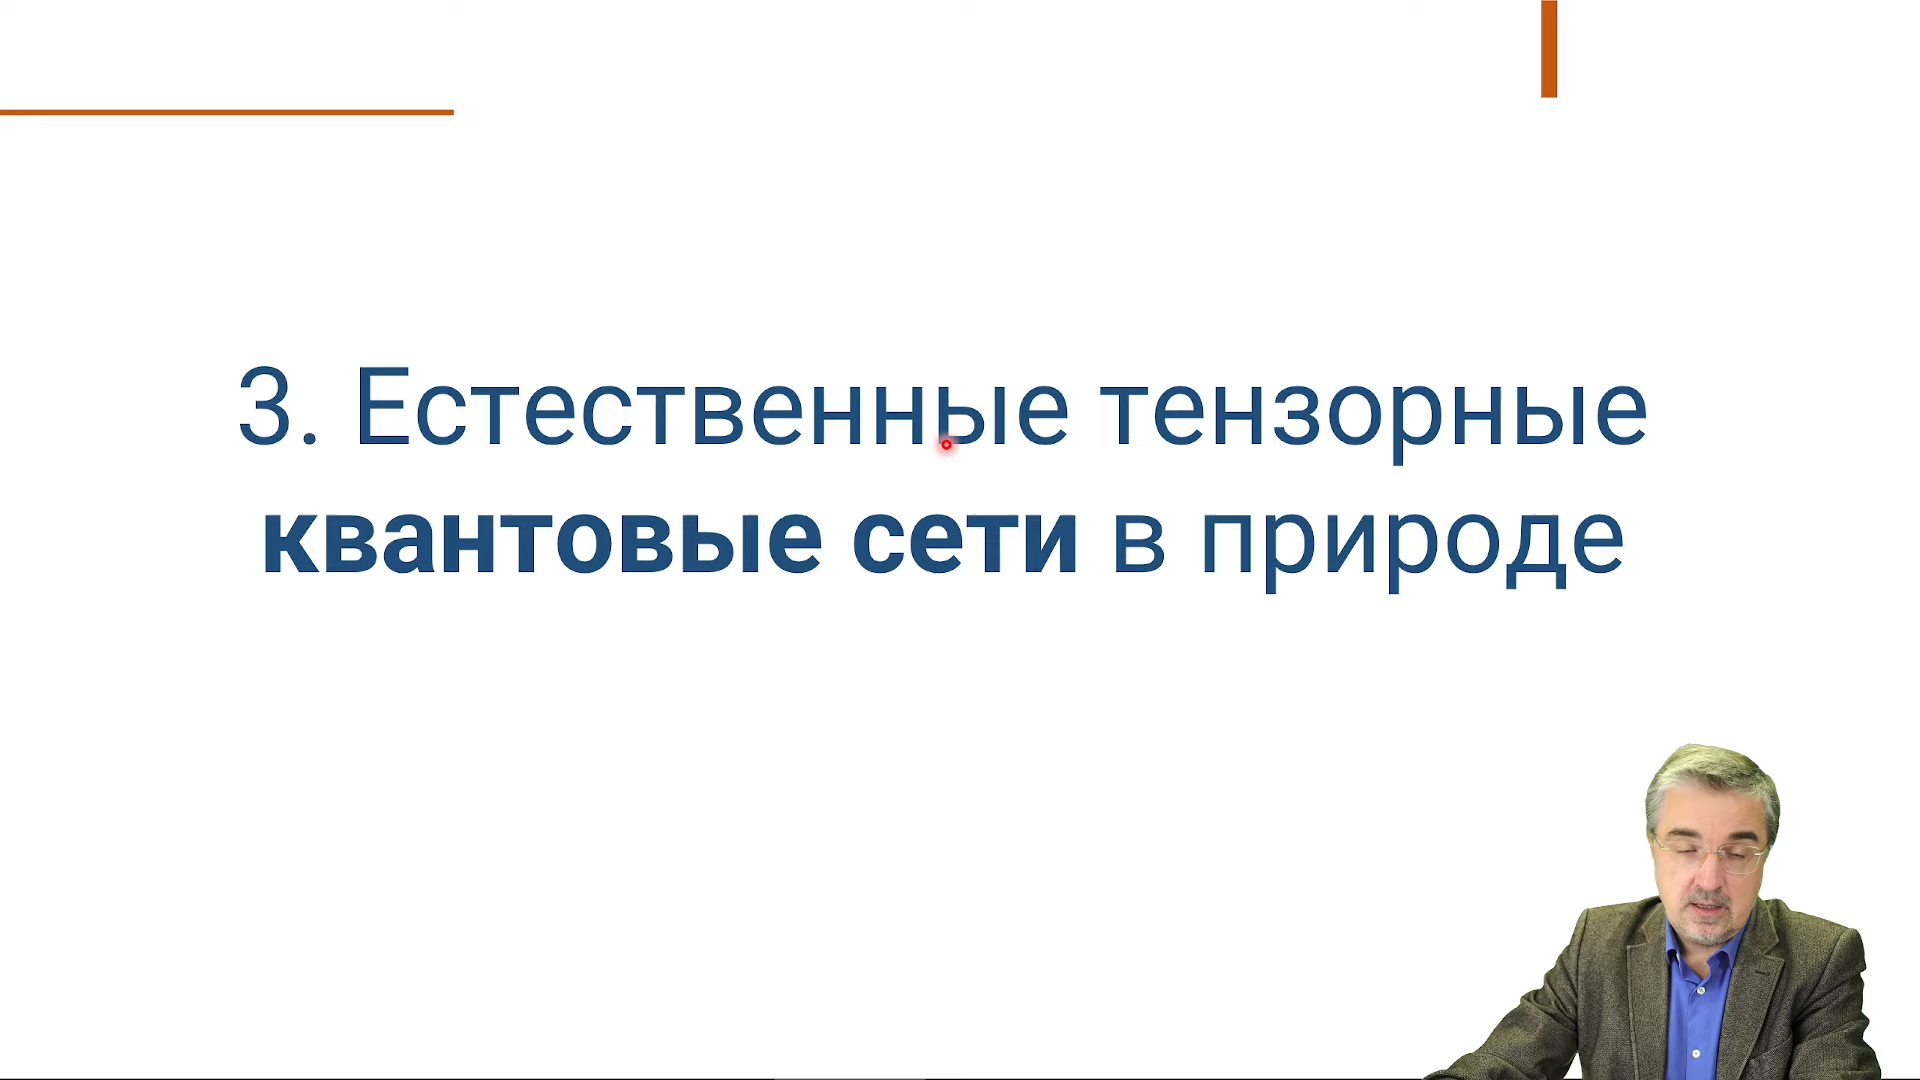 3. Естественные тензорные
квантовые сети в природе